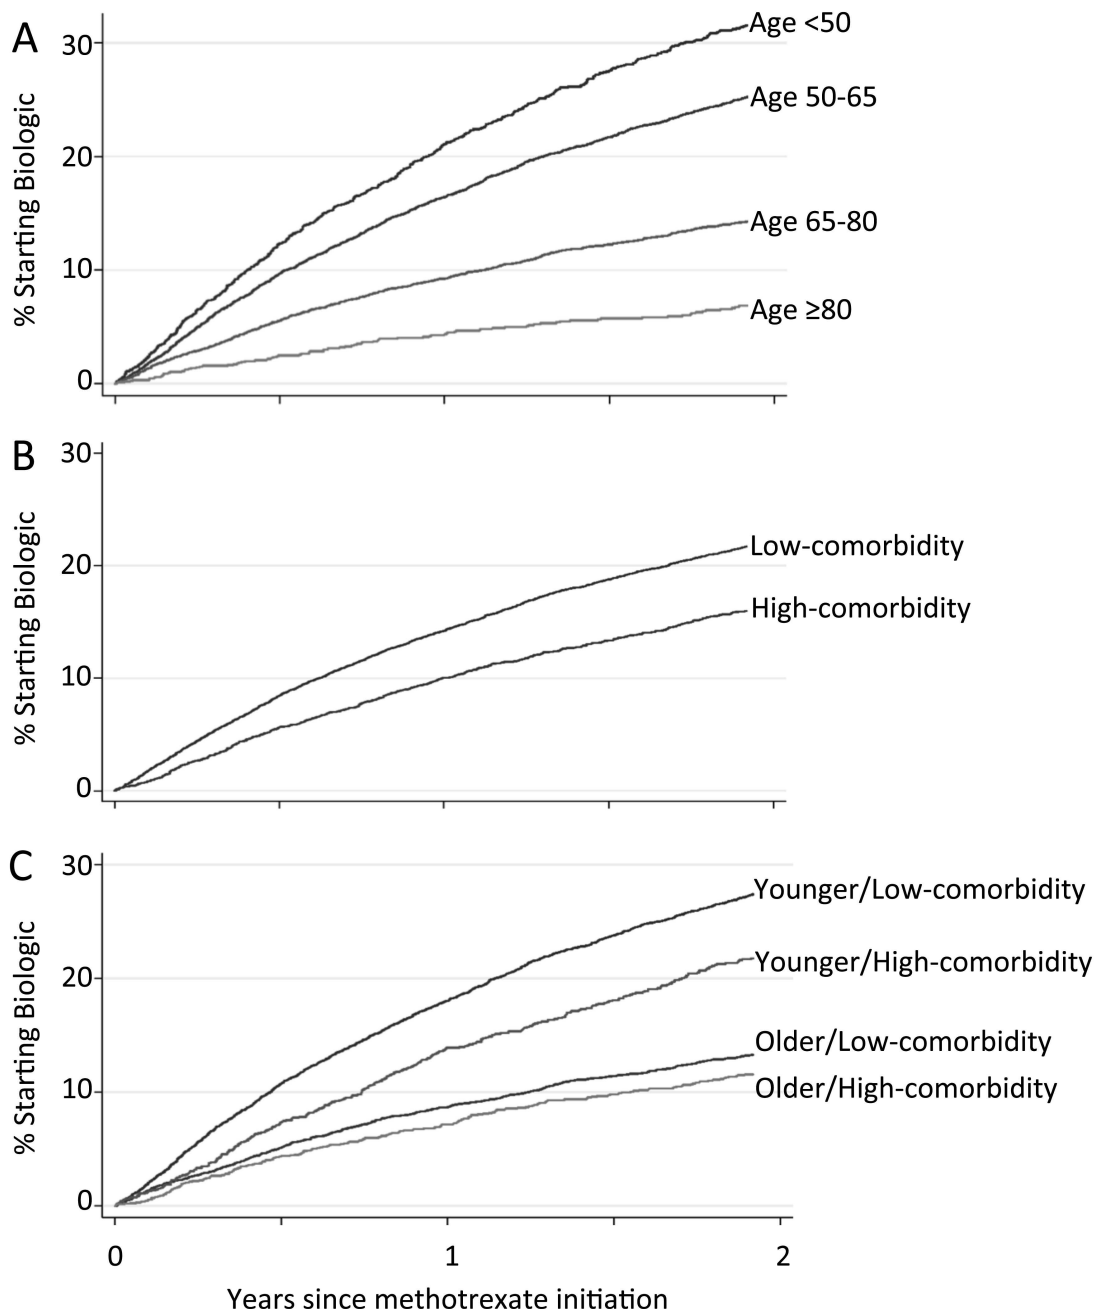 A
30
20
10
0
% Starting Biologic
Age <50
Age 50-65
Age 65-80
Age ≥80
B
30
20
10
0
% Starting Biologic
Low-comorbidity
High-comorbidity
C
30
20
10
0
% Starting Biologic
Younger/Low-comorbidity
Younger/High-comorbidity
Older/Low-comorbidity
Older/High-comorbidity
0 1 2
Years since methotrexate initiation